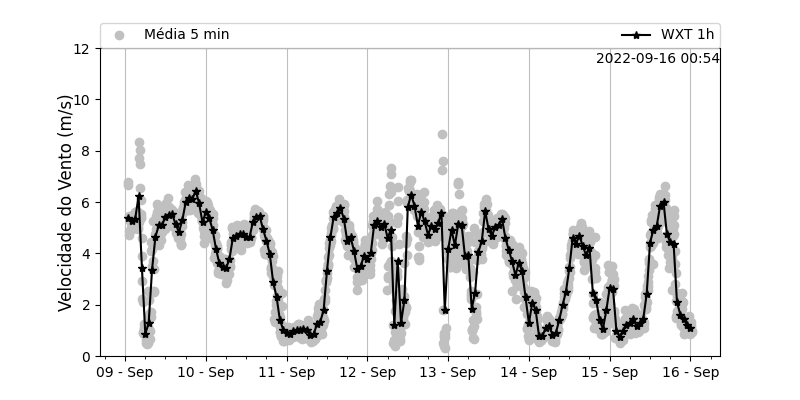 Média 5 min
WXT 1h
2022-09-16 00:54
Velocidade do Vento (m/s)
12
10
8
6
4
2
0
09 - Sep
10 - Sep
11 - Sep
12 - Sep
13 - Sep
14 - Sep
15 - Sep
16 - Sep